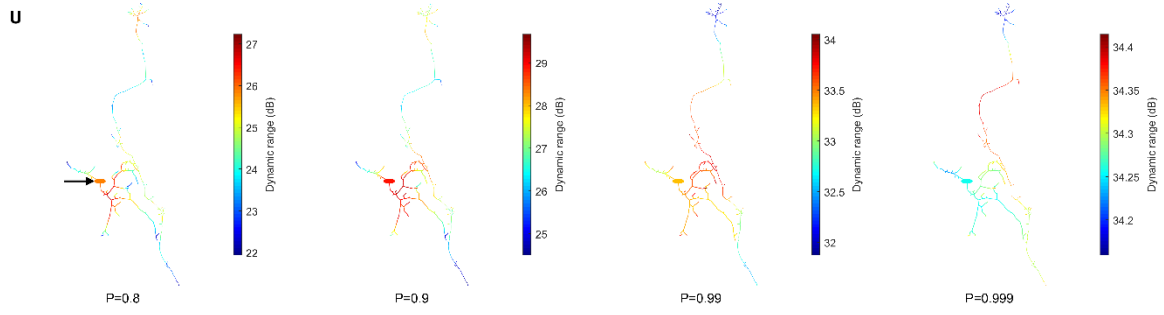 U
27
26
25
24
23
22
Dynamic range (dB)
P=0.8
29
28
27
26
25
Dynamic range (dB)
P=0.9
34
33.5
33
32.5
32
Dynamic range (dB)
P=0.99
34.4
34.35
34.3
34.25
34.2
Dynamic range (dB)
P=0.999